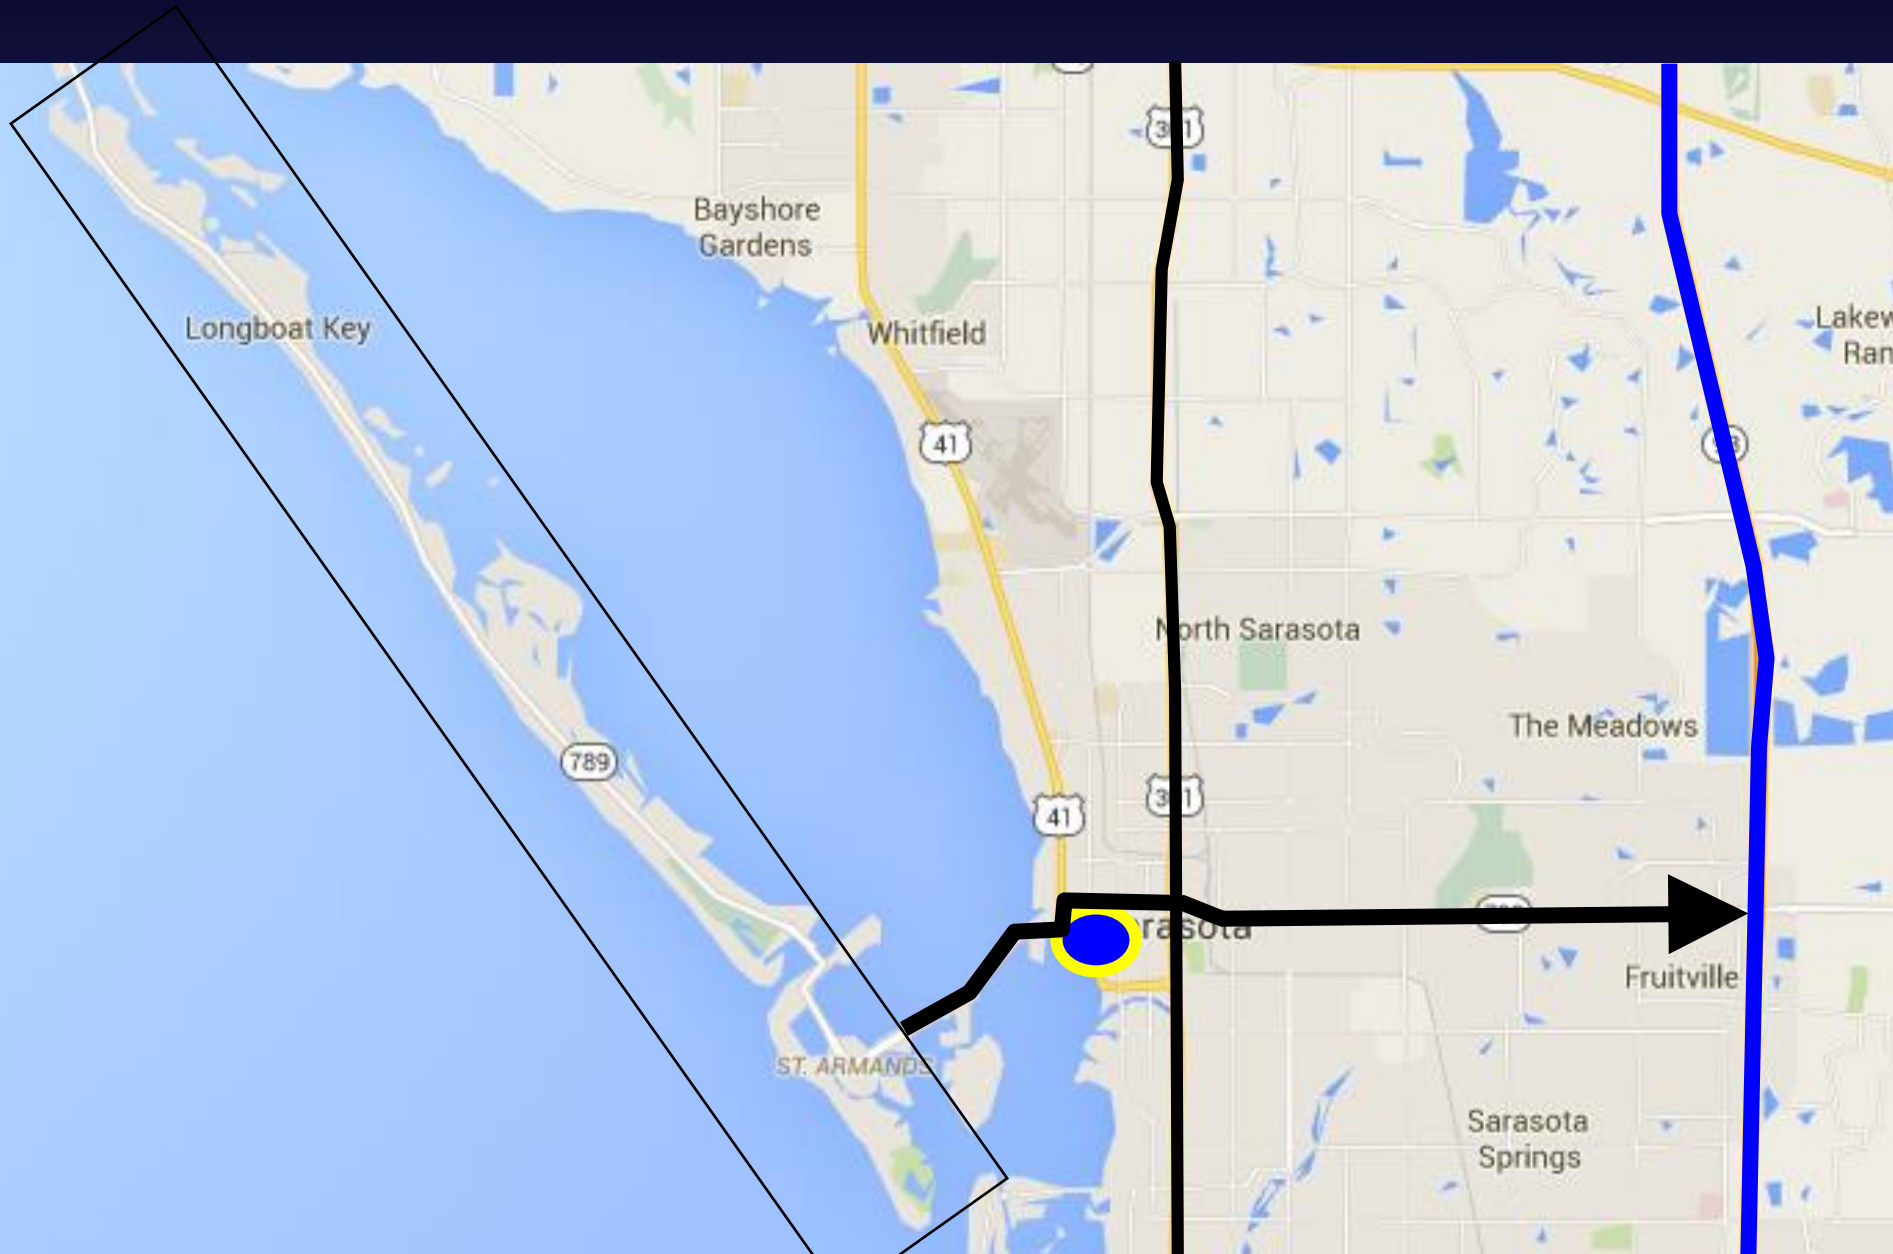 Bayshore
Gardens
Longboat Key
Whitfield
Lakew
Ran
41
North Sarasota
The Meadows
789
41
rasota
Fruitville
ST. ARMANDS
Sarasota
Springs